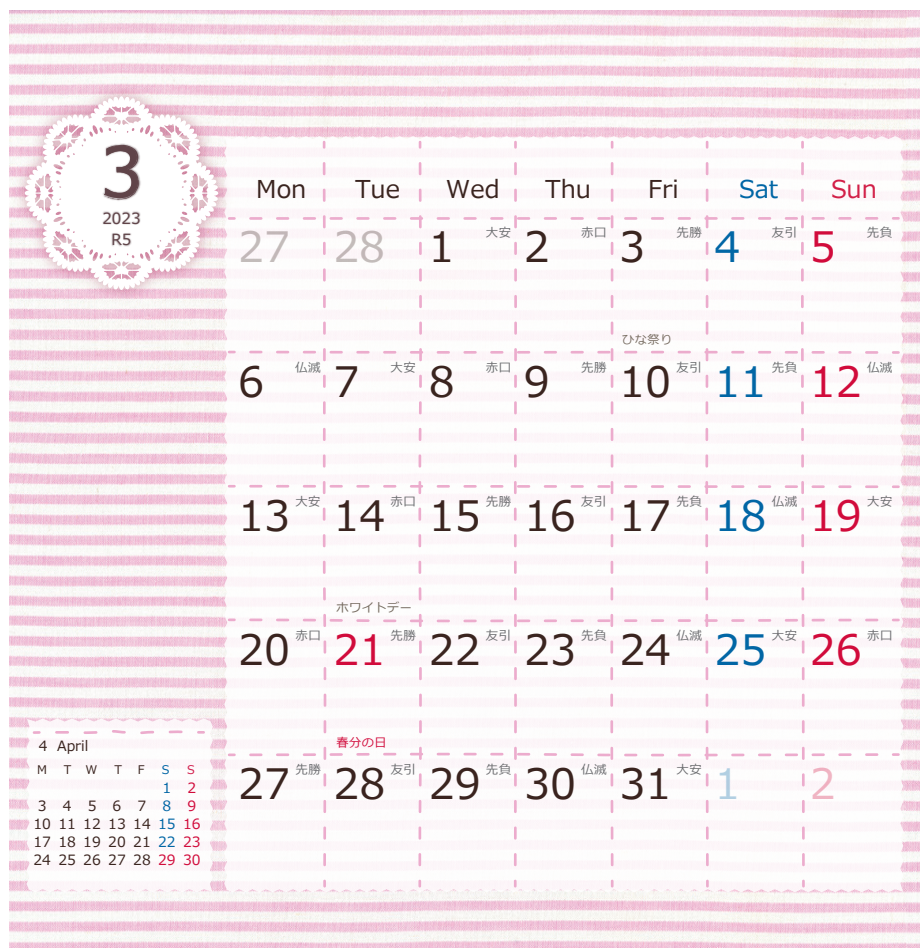 3
2023
R5
Mon Tue Wed Thu Fri Sat Sun
27 28 1 大安 2 赤口 3 先勝 4 友引 5 先負
ひな祭り
6 仏滅 7 大安 8 赤口 9 先勝 10 友引 11 先負 12 仏滅
13 大安 14 赤口 15 先勝 16 友引 17 先負 18 仏滅 19 大安
ホワイトデー
20 赤口 21 先勝 22 友引 23 先負 24 仏滅 25 大安 26 赤口
春分の日
27 先勝 28 友引 29 先負 30 仏滅 31 大安 1 2
4 April
M T W T F S S
1 2
3 4 5 6 7 8 9
10 11 12 13 14 15 16
17 18 19 20 21 22 23
24 25 26 27 28 29 30